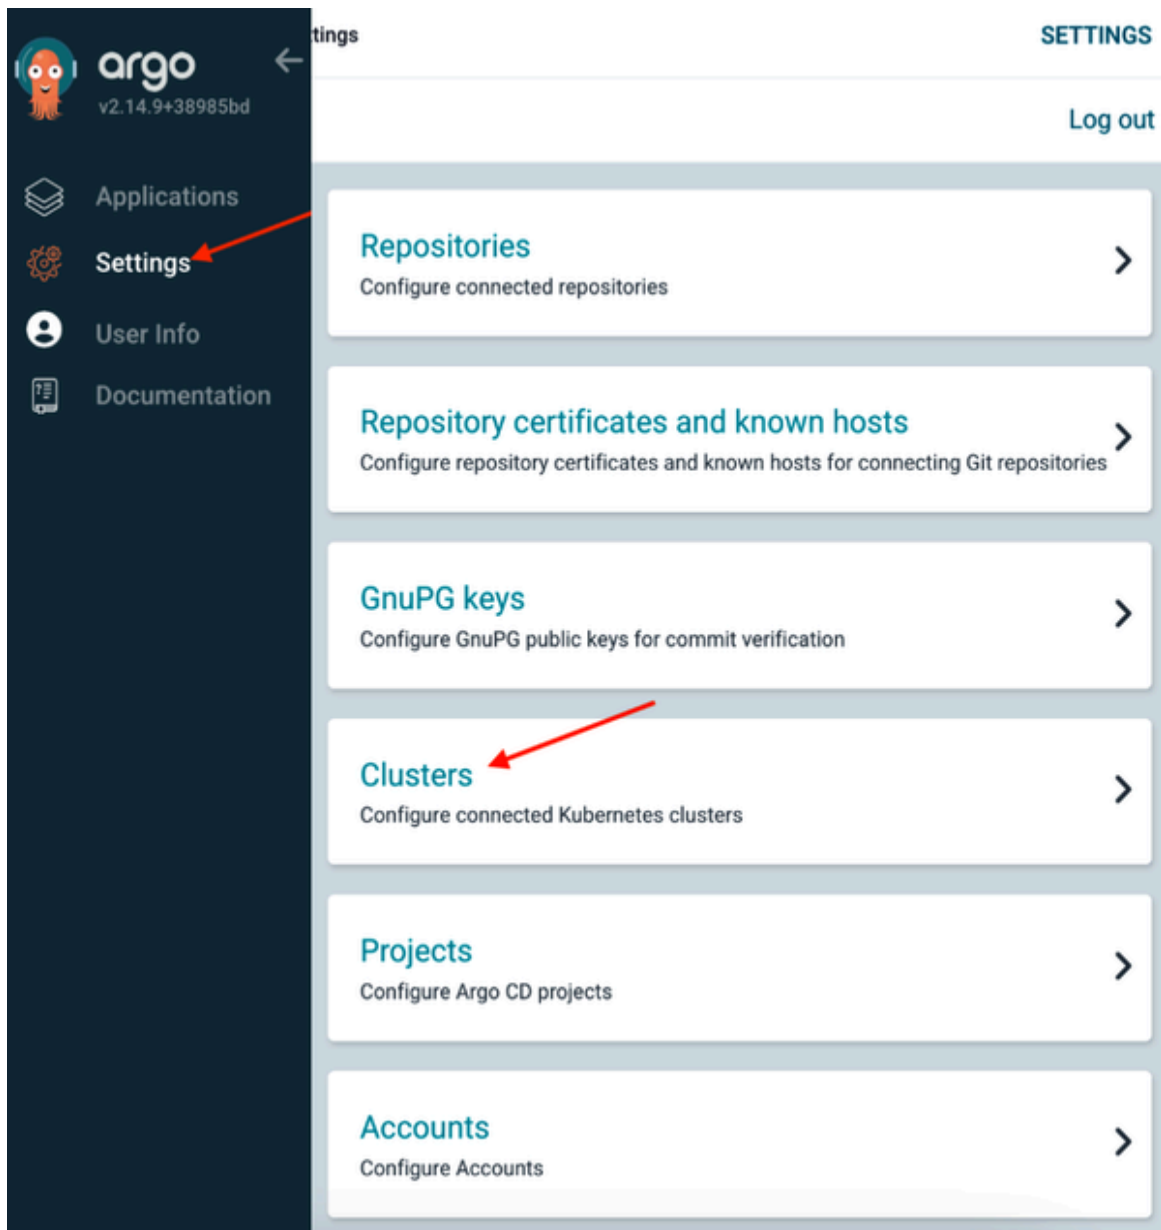 argo
v2.14.9+38985bd
Applications
Settings
User Info
Documentation
tings
SETTINGS
Log out
Repositories
Configure connected repositories
Repository certificates and known hosts
Configure repository certificates and known hosts for connecting Git repositories
GnuPG keys
Configure GnuPG public keys for commit verification
Clusters
Configure connected Kubernetes clusters
Projects
Configure Argo CD projects
Accounts
Configure Accounts